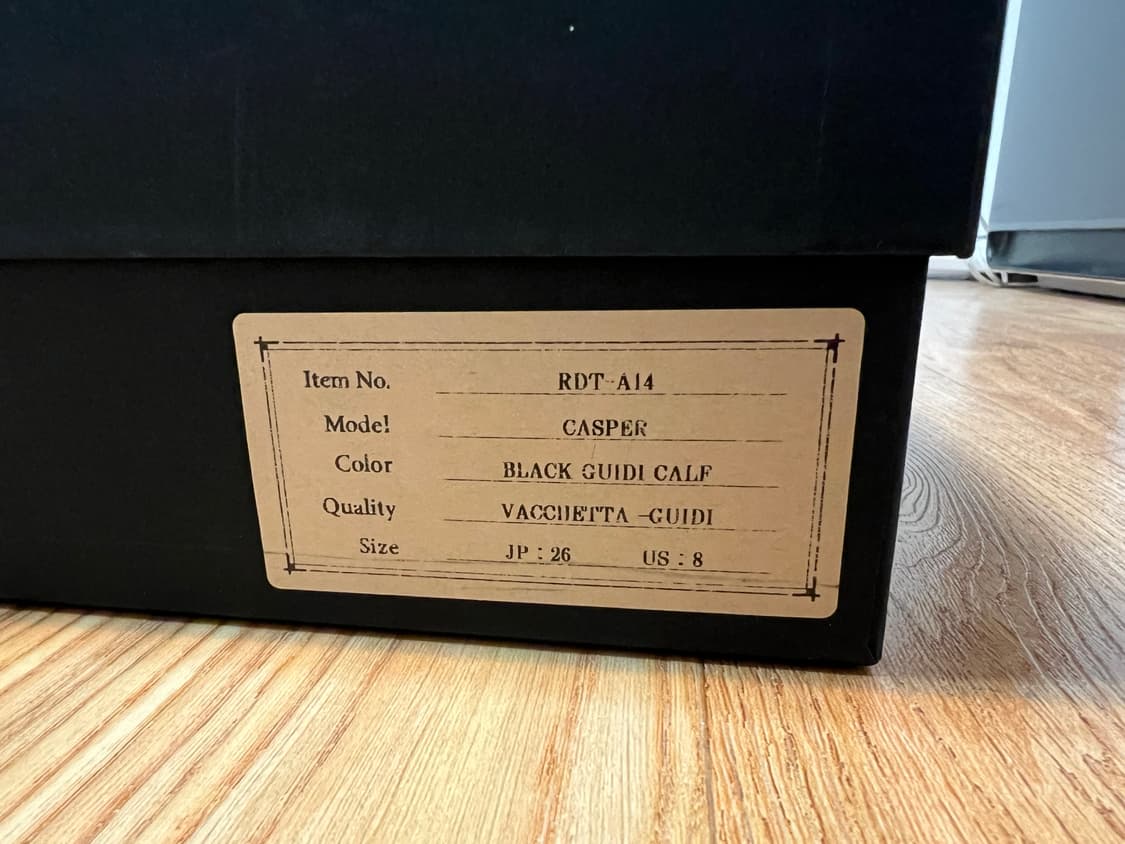 Item No. RDT-A14
Model CASPER
Color BLACK GUIDI CALF
Quality VACCHETTA -GUIDI
Size JP : 26 US : 8